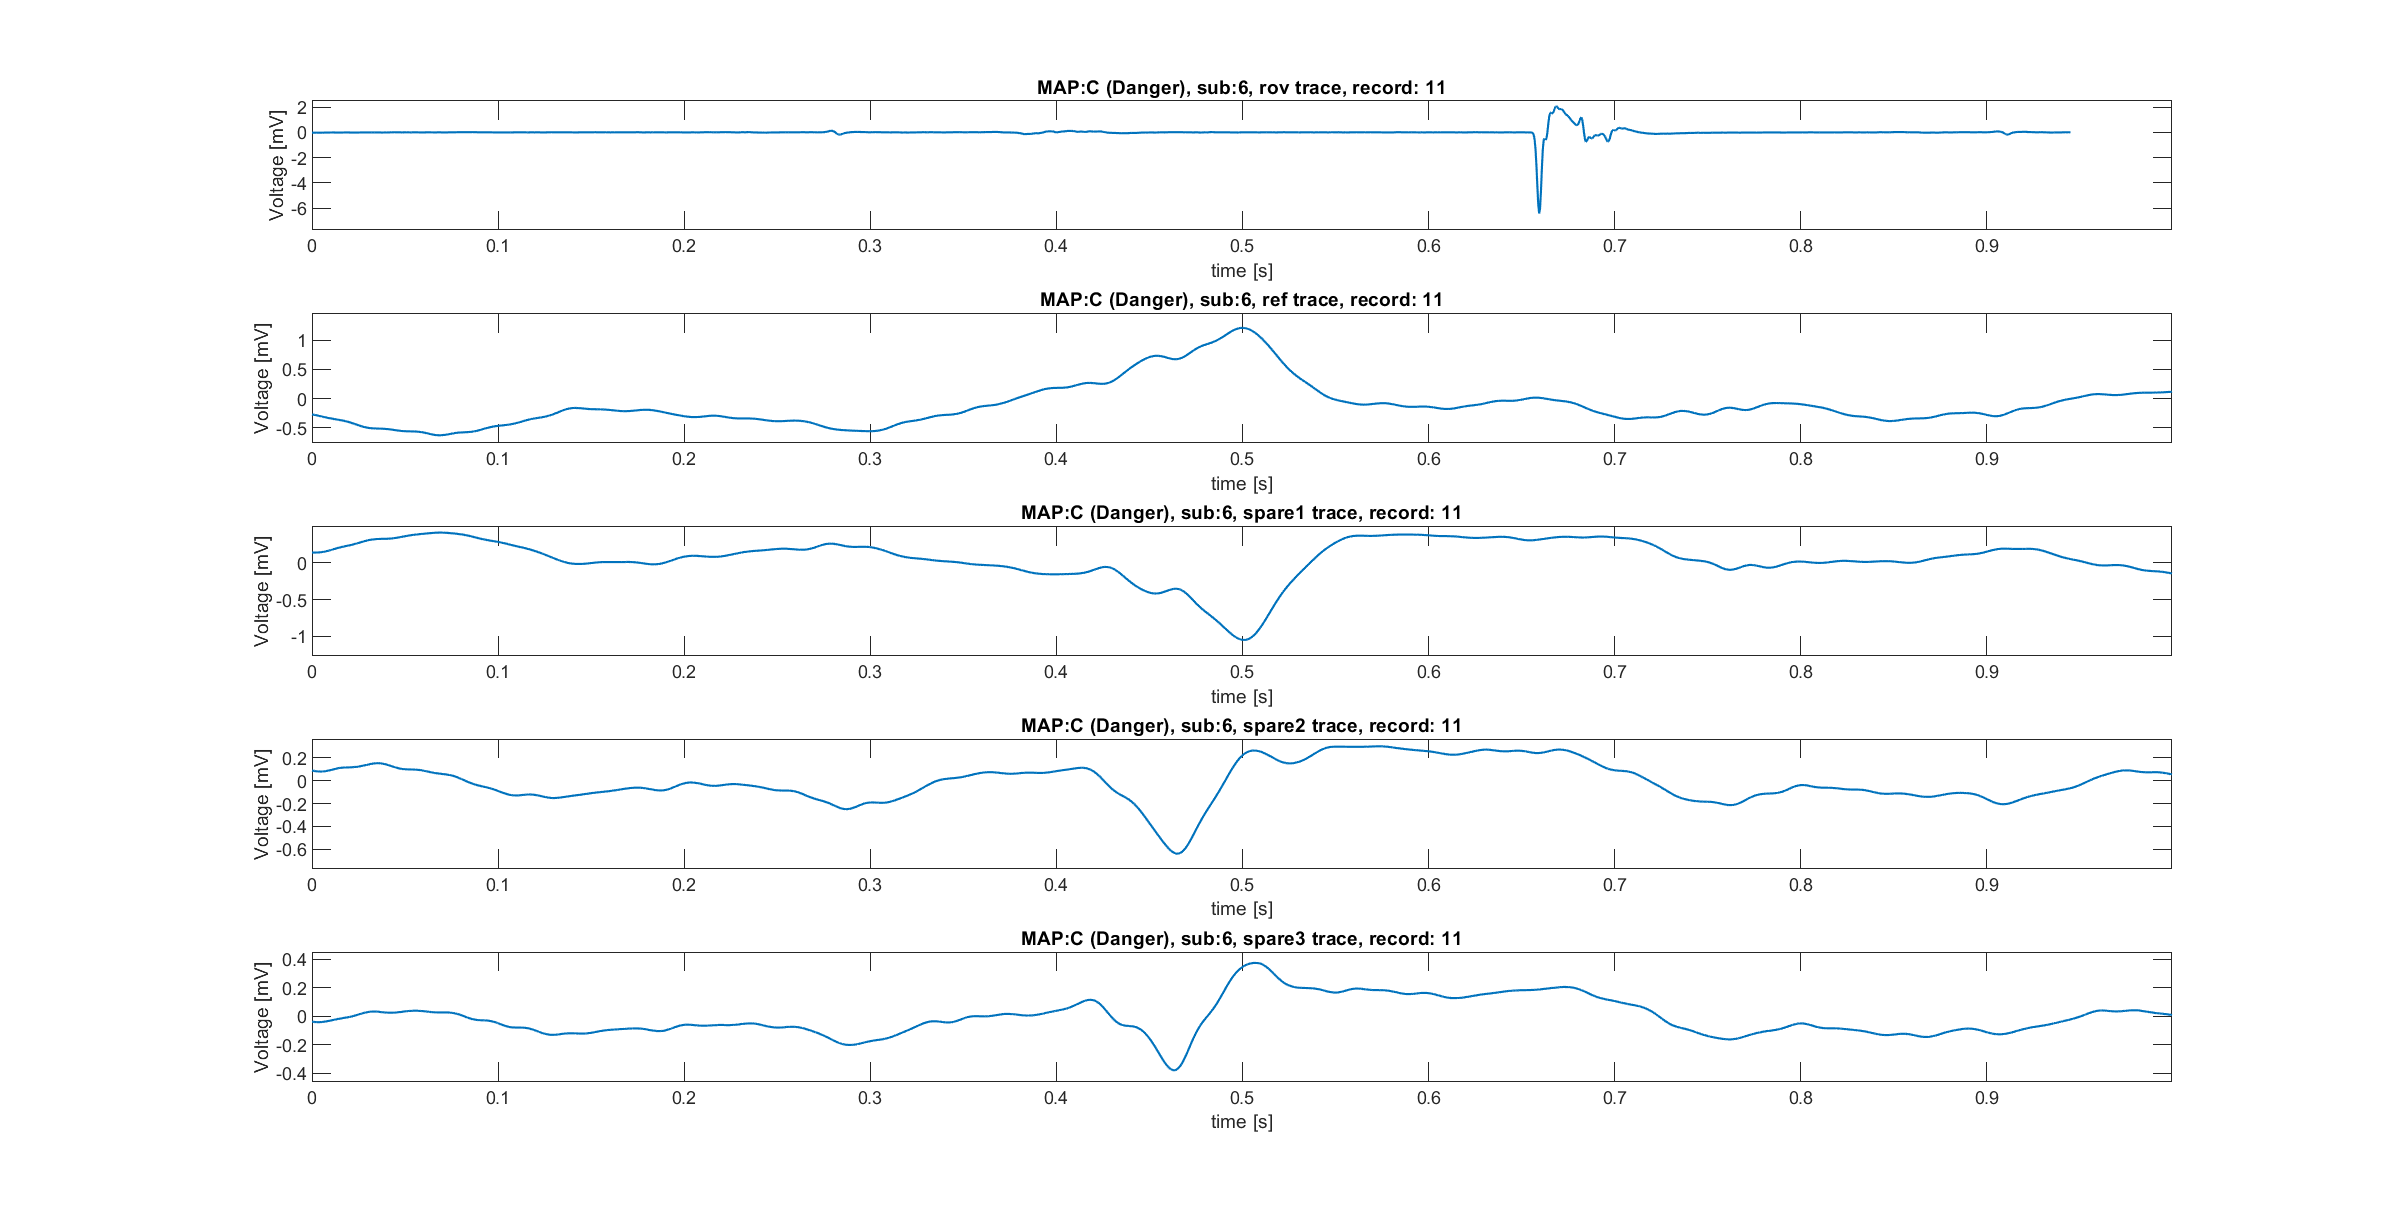 MAP:C (Danger), sub:6, rov trace, record: 11
Voltage [mV]
2
0
-2
-4
-6
0 0.1 0.2 0.3 0.4 0.5 0.6 0.7 0.8 0.9
time [s]
MAP:C (Danger), sub:6, ref trace, record: 11
Voltage [mV]
1
0.5
0
-0.5
0 0.1 0.2 0.3 0.4 0.5 0.6 0.7 0.8 0.9
time [s]
MAP:C (Danger), sub:6, spare1 trace, record: 11
Voltage [mV]
0
-0.5
-1
0 0.1 0.2 0.3 0.4 0.5 0.6 0.7 0.8 0.9
time [s]
MAP:C (Danger), sub:6, spare2 trace, record: 11
Voltage [mV]
0.2
0
-0.2
-0.4
-0.6
0 0.1 0.2 0.3 0.4 0.5 0.6 0.7 0.8 0.9
time [s]
MAP:C (Danger), sub:6, spare3 trace, record: 11
Voltage [mV]
0.4
0.2
0
-0.2
-0.4
0 0.1 0.2 0.3 0.4 0.5 0.6 0.7 0.8 0.9
time [s]